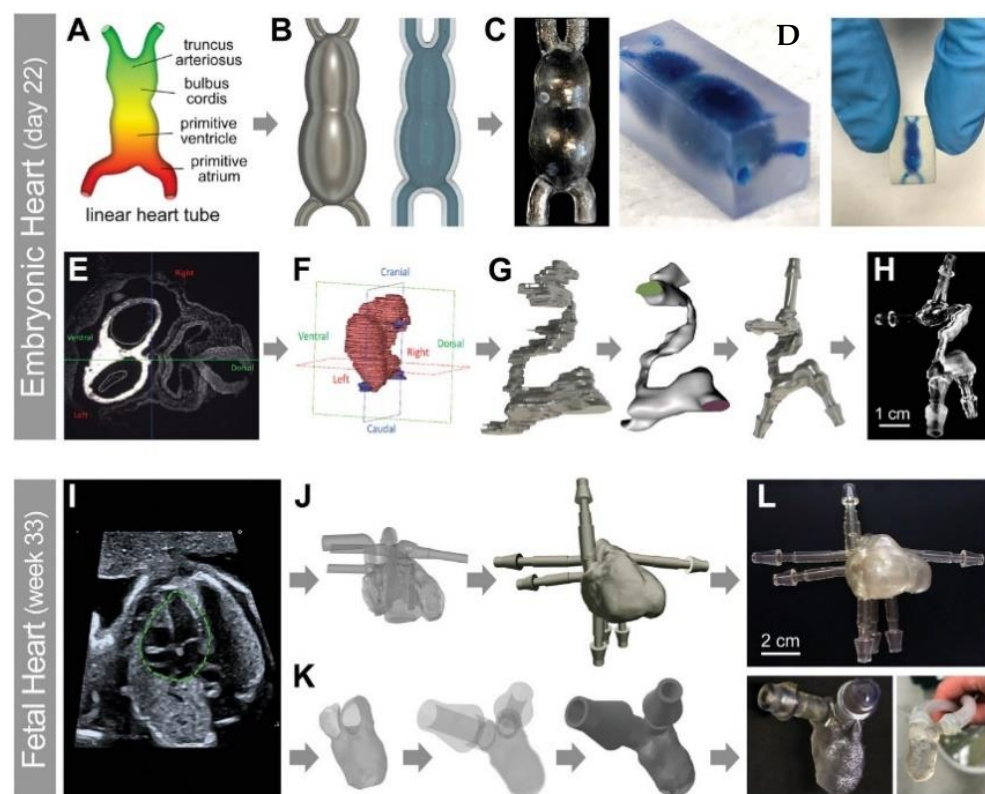 Embryonic Heart (day 22)
A
truncus
arteriosus
bulbus
cordis
primitive
ventricle
primitive
atrium
linear heart tube
B
C
D
E
Right
Ventral
Dorsal
Left
F
Cranial
Ventral
Dorsal
Right
Left
Caudal
G
H
1 cm
Fetal Heart (week 33)
I
J
K
L
2 cm